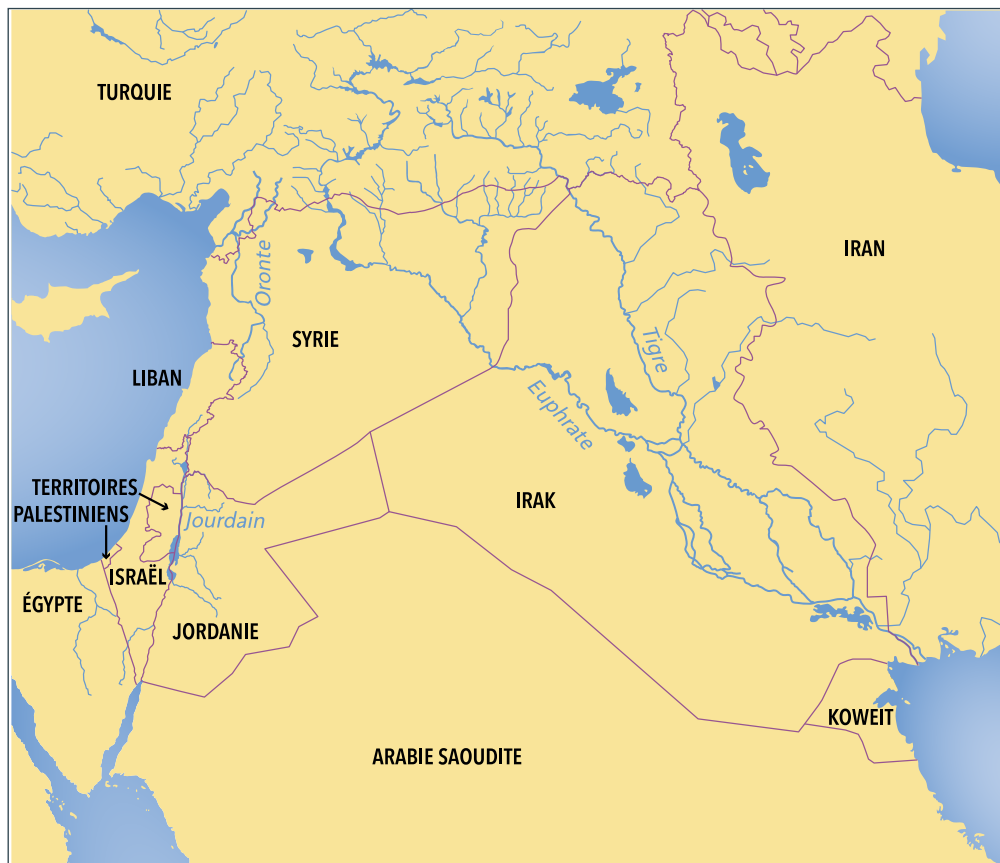 TURQUIE
IRAN
Oronte
SYRIE
Tigre
LIBAN
Euphrate
TERRITOIRES
PALESTINIENS
IRAK
Jourdain
ISRAËL
ÉGYPTE
JORDANIE
KOWEIT
ARABIE SAOUDITE